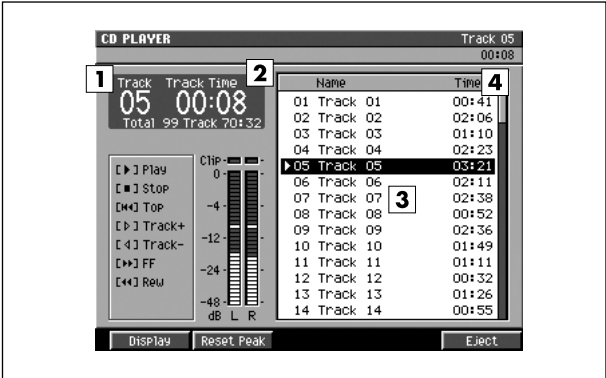 CD PLAYER Track 05
00:08
1 2 4
Track Track Time
05 00:08
Total 99 Track 70:32
Name Time
01 Track 01 00:41
02 Track 02 02:06
03 Track 03 01:10
04 Track 04 02:23
05 Track 05 03:21
06 Track 06 02:11
07 Track 07 02:38
3
08 Track 08 00:52
09 Track 09 02:36
10 Track 10 01:49
11 Track 11 01:11
12 Track 12 00:32
13 Track 13 01:26
14 Track 14 00:55
[▶] Play
[■] Stop
[⏮] Top
[▷] Track+
[◁] Track-
[▶▶] FF
[◀◀] Rew
Clip
0
-4
-12
-24
-48
dB L R
Display Reset Peak Eject